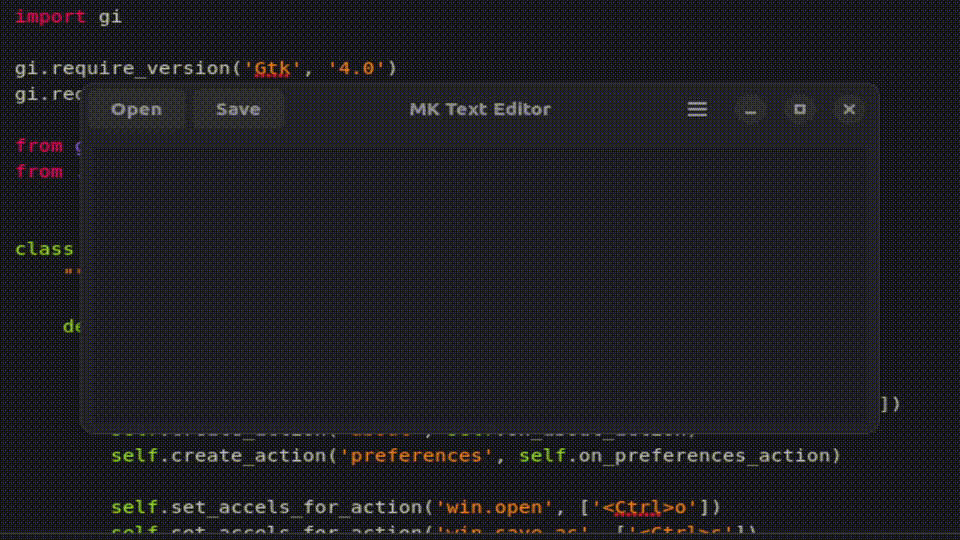 import gi
gi.require_version('Gtk', '4.0')
gi.req
Open Save MK Text Editor
from g
from .
class
""
de
])
self.create_action('about', self.on_about_action)
self.create_action('preferences', self.on_preferences_action)
self.set_accels_for_action('win.open', ['<Ctrl>o'])
self.set_accels_for_action('win.save-as', ['<Ctrl>s'])